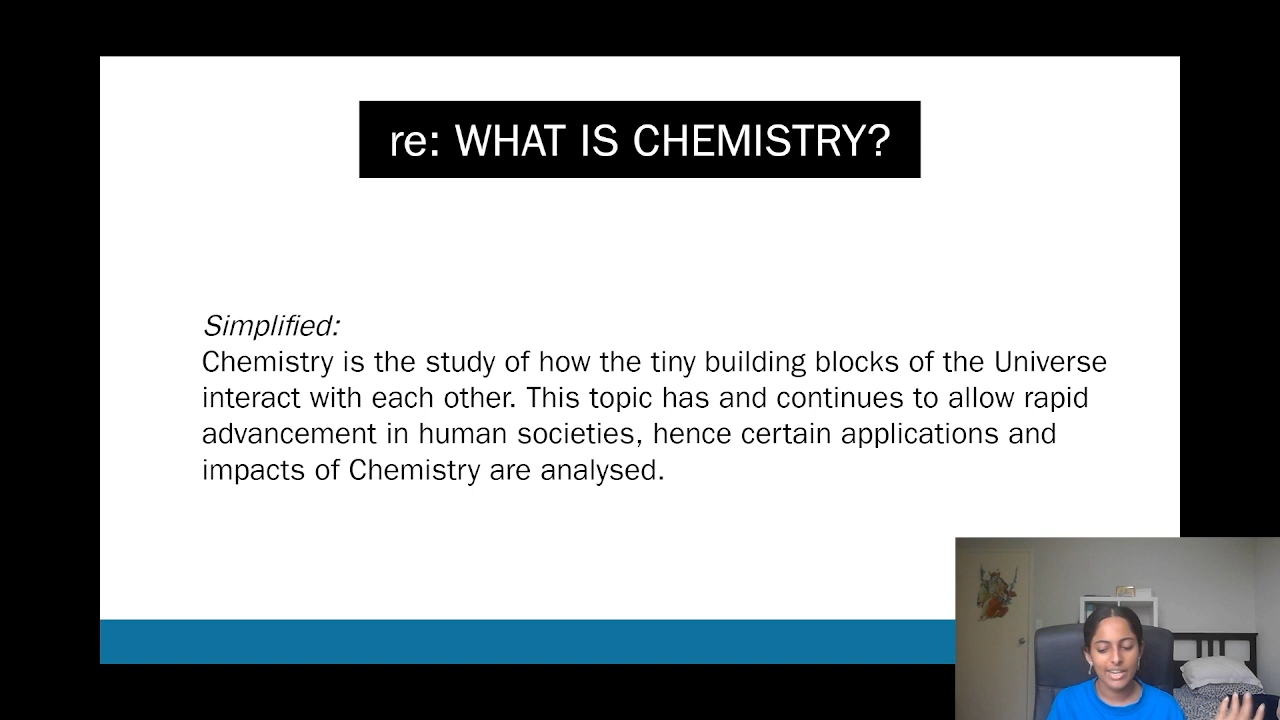 re: WHAT IS CHEMISTRY?
Simplified:
Chemistry is the study of how the tiny building blocks of the Universe
interact with each other. This topic has and continues to allow rapid
advancement in human societies, hence certain applications and
impacts of Chemistry are analysed.